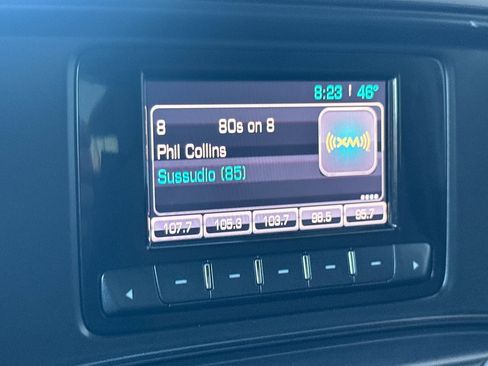 8:23 | 46°
8 80s on 8
Phil Collins
((XM))
Sussudio (85)
107.7 105.3 103.7 98.5 95.7